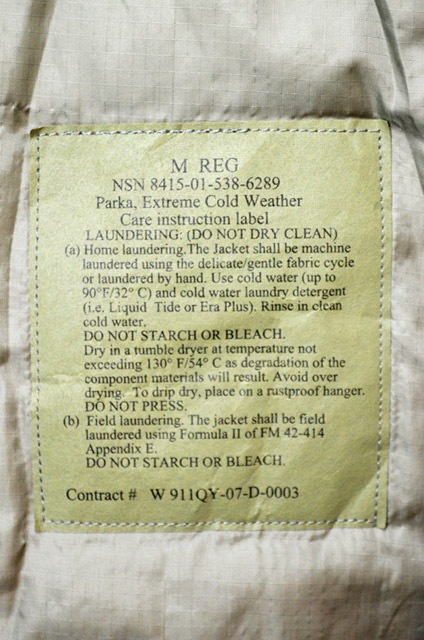 M REG
NSN 8415-01-538-6289
Parka, Extreme Cold Weather
Care instruction label
LAUNDERING: (DO NOT DRY CLEAN)
(a) Home laundering.The Jacket shall be machine
laundered using the delicate/gentle fabric cycle
or laundered by hand. Use cold water (up to
90°F/32° C) and cold water laundry detergent
(i.e. Liquid Tide or Era Plus). Rinse in clean
cold water.
DO NOT STARCH OR BLEACH.
Dry in a tumble dryer at temperature not
exceeding 130° F/54° C as degradation of the
component materials will result. Avoid over
drying. To drip dry, place on a rustproof hanger.
DO NOT PRESS.
(b) Field laundering. The jacket shall be field
laundered using Formula II of FM 42-414
Appendix E.
DO NOT STARCH OR BLEACH.
Contract # W 911QY-07-D-0003